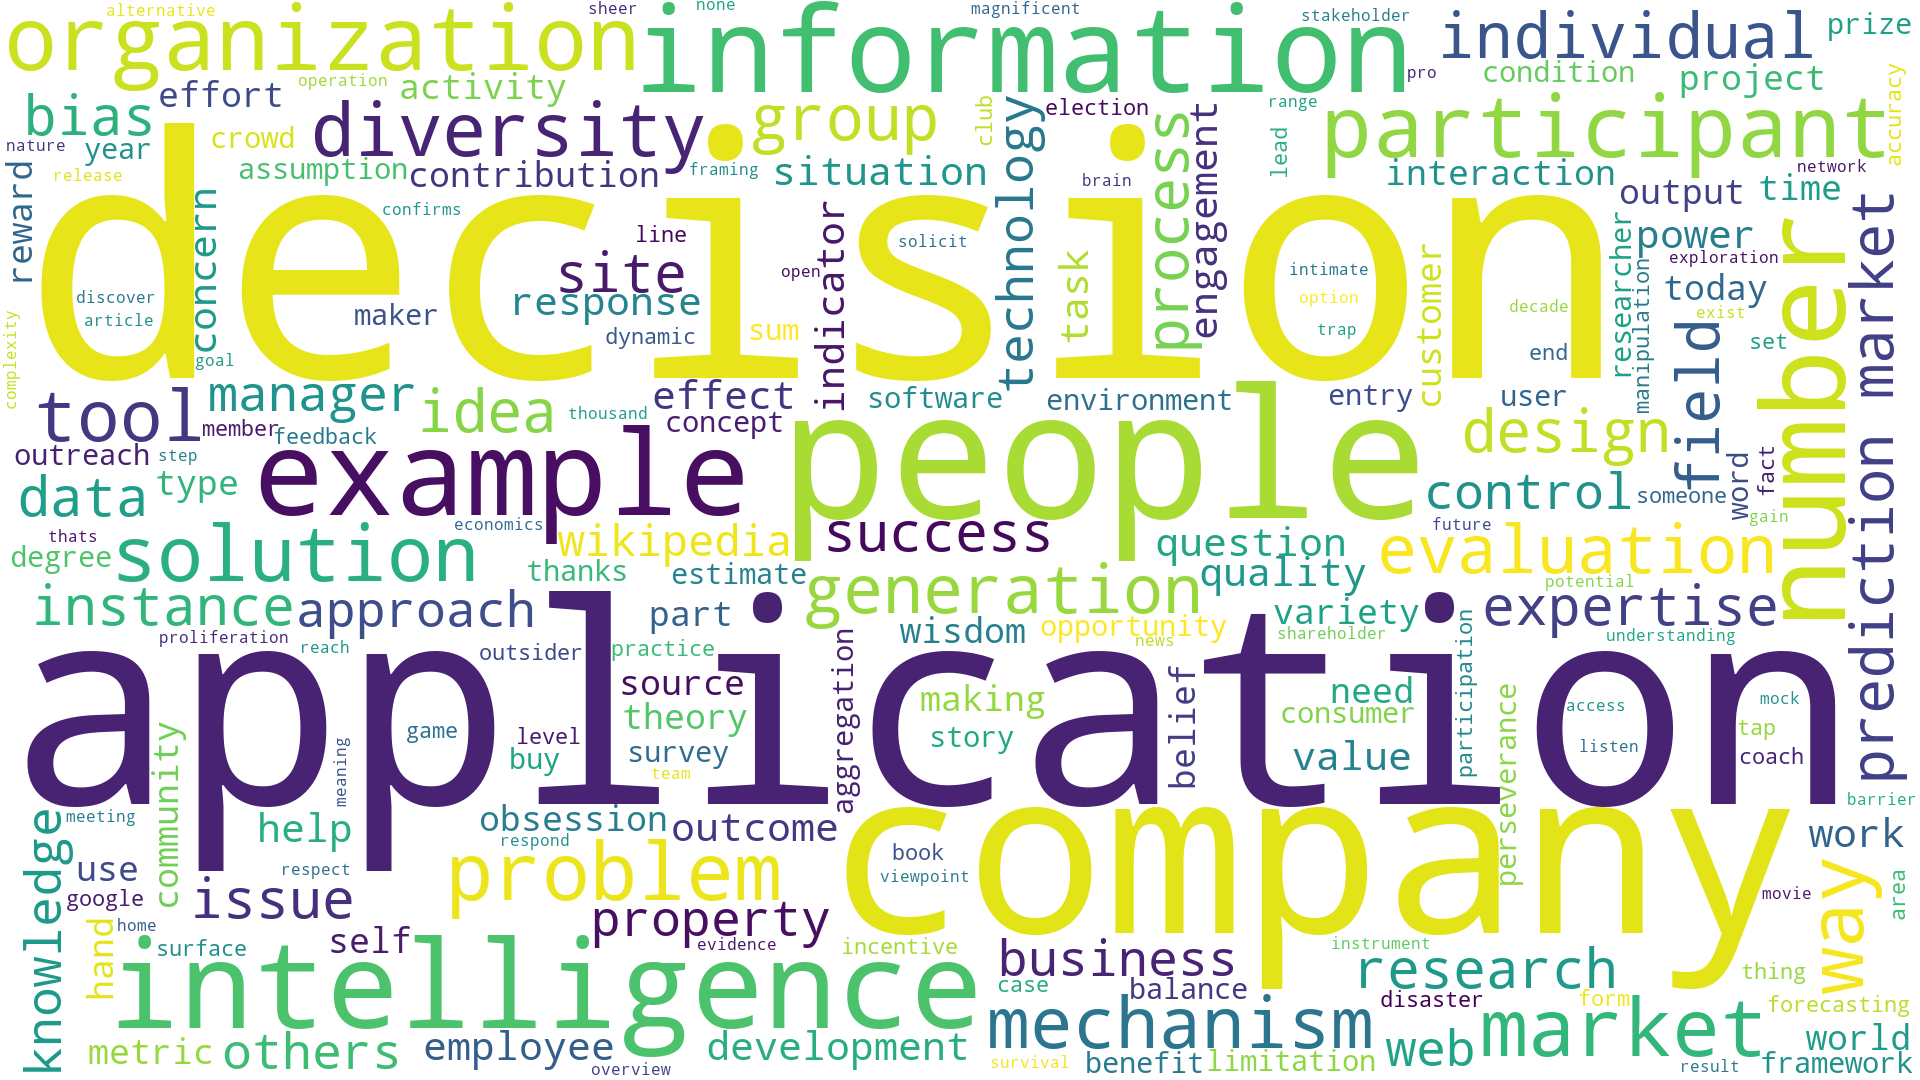 alternative
sheer
none
magnificent
stakeholder
prize
organization
information
individual
operation
activity
effort
bias
crowd
diversity
group
club
election
pro
condition
project
range
participant
accuracy
nature
year
reward
release
assumption
contribution
framing
situation
technology
brain
process
engagement
lead
interaction
network
output
time
market
concern
confirms
decision
line
site
response
open
indicator
solicit
task
intimate
option
trap
customer
researcher
manipulation
power
exploration
today
exist
set
number
discover
article
complexity
goal
maker
dynamic
sum
decade
end
field
tool
manager
member
feedback
idea
thousand
effect
concept
software
environment
entry
user
design
outreach
step
data
type
example
people
control
someone
word
fact
gain
prediction
thats
degree
solution
economics
wikipedia
thanks
success
estimate
question
quality
future
evaluation
potential
instance
approach
part
generation
wisdom
opportunity
news
variety
shareholder
expertise
understanding
proliferation
reach
outsider
practice
source
theory
survey
team
aggregation
making
story
belief
need
consumer
value
participation
perseverance
access
listen
mock
tap
coach
application
game
level
buy
meaning
community
meeting
knowledge
help
obsession
respond
outcome
book
viewpoint
company
barrier
work
use
google
respect
problem
issue
property
movie
way
area
home
hand
surface
self
evidence
incentive
intelligence
business
case
balance
instrument
research
thing
disaster
form
forecasting
mechanism
market
metric
others
employee
overview
development
survival
benefit
limitation
web
world
result
framework